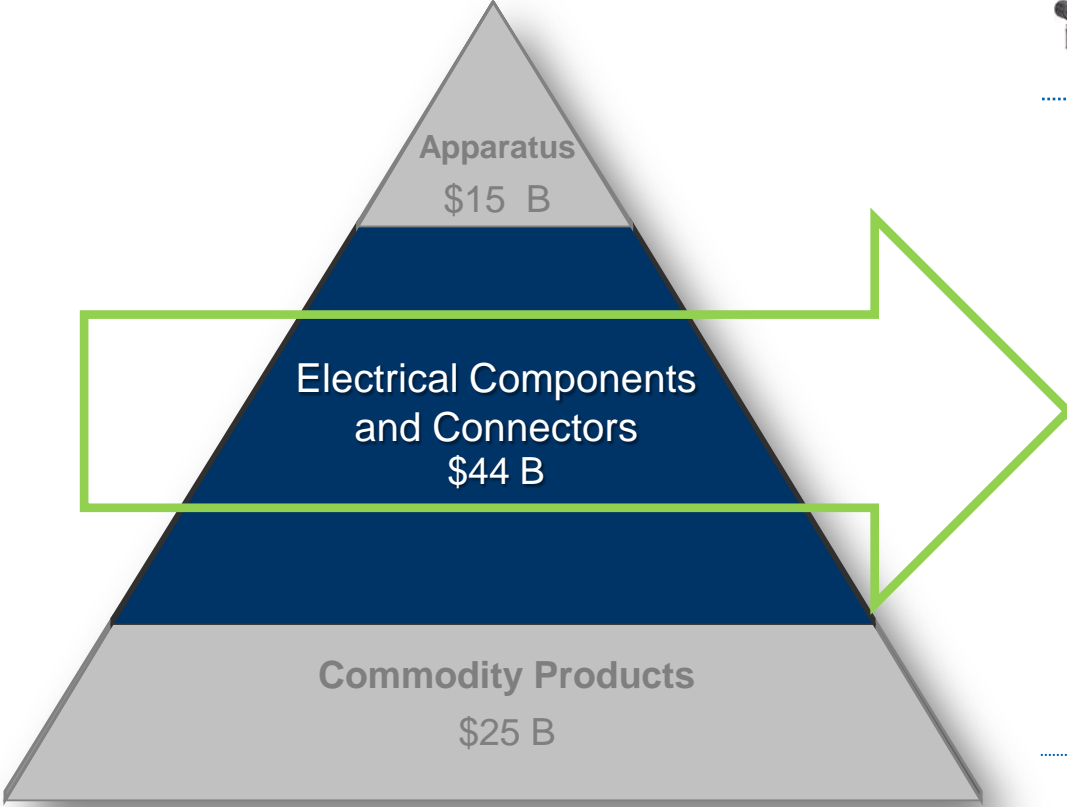 Apparatus
$15 B
Electrical Components
and Connectors
$44 B
Commodity Products
$25 B